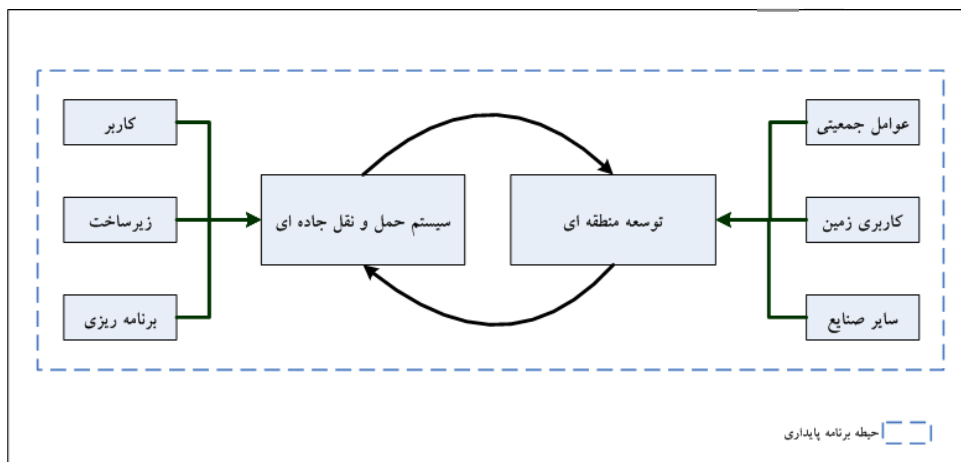 کاربر
عوامل جمعیتی
سیستم حمل و نقل جاده ای
توسعه منطقه ای
زیرساخت
کاربری زمین
برنامه ریزی
سایر صنایع
حیطه برنامه پایداری